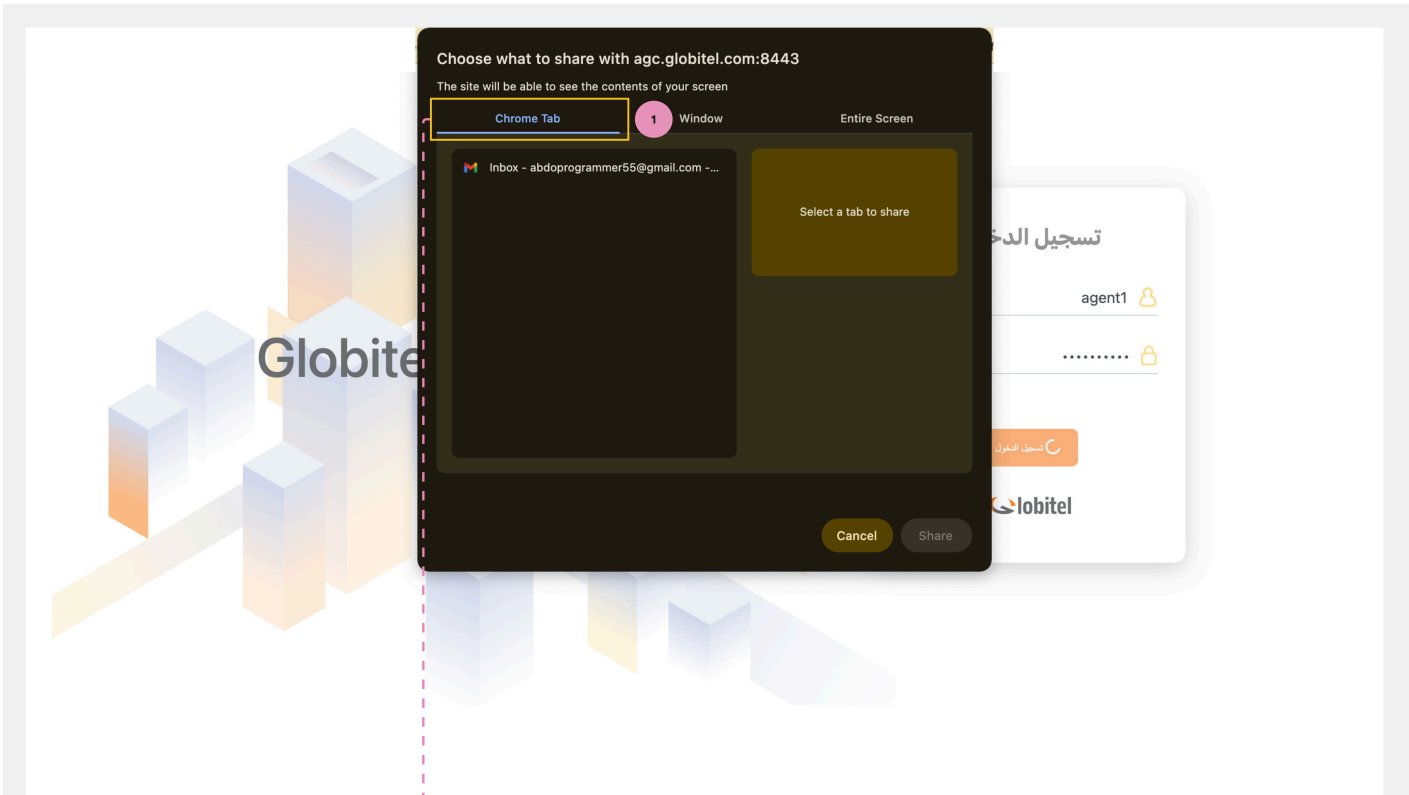 Choose what to share with agc.globitel.com:8443
The site will be able to see the contents of your screen
Chrome Tab
1
Window
Entire Screen
Inbox - abdoprogrammer55@gmail.com -...
Select a tab to share
تسجيل الدخ
agent1
Globite
تسجيل الدخول
lobitel
Cancel
Share